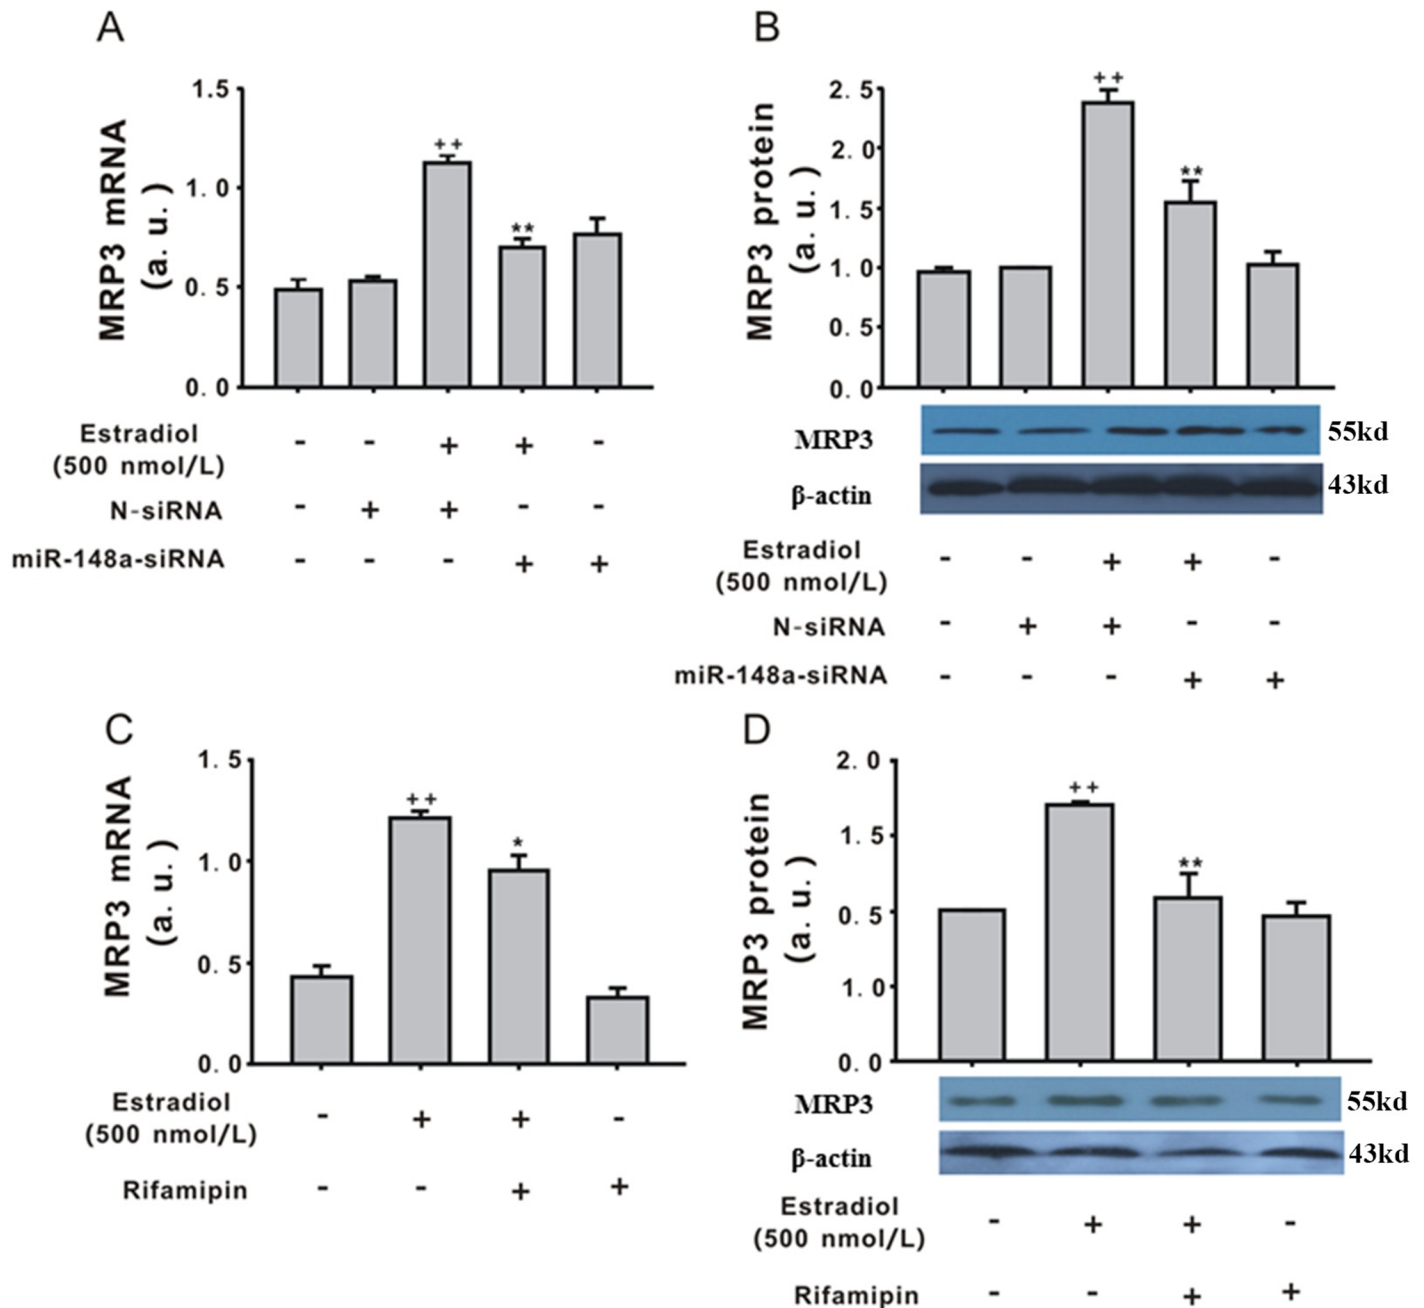 A
MRP3 mRNA
(a. u. )
1.5
1. 0
0. 5
0. 0
++
**
Estradiol - - + + -
(500 nmol/L)
N-siRNA - + + - -
miR-148a-siRNA - - - + +
B
MRP3 protein
(a. u. )
2. 5
2. 0
1. 5
1. 0
0. 5
0. 0
++
**
MRP3 55kd
β-actin 43kd
Estradiol - - + + -
(500 nmol/L)
N-siRNA - + + - -
miR-148a-siRNA - - - + +
C
MRP3 mRNA
(a. u. )
1. 5
1. 0
0. 5
0. 0
++
*
Estradiol - + + -
(500 nmol/L)
Rifamipin - - + +
D
MRP3 protein
(a. u. )
2. 0
1. 5
0. 5
1. 0
0. 0
++
**
MRP3 55kd
β-actin 43kd
Estradiol - + + -
(500 nmol/L)
Rifamipin - - + +